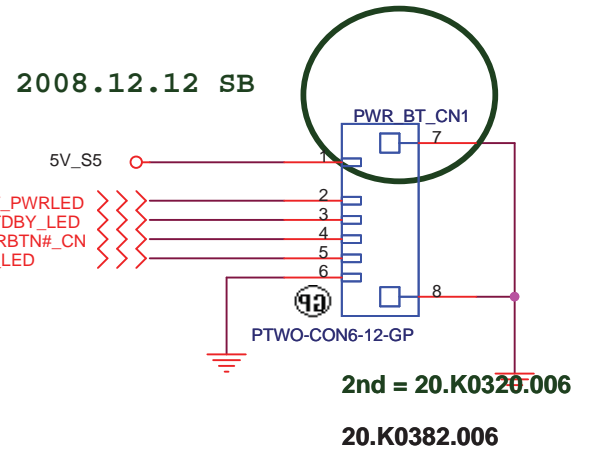 2008.12.12 SB
PWR_BT_CN1
7
5V_S5
1
_PWRLED
2
DBY_LED
3
RBTN#_CN
4
LED
5
6
GP
8
PTWO-CON6-12-GP
2nd = 20.K0320.006
20.K0382.006